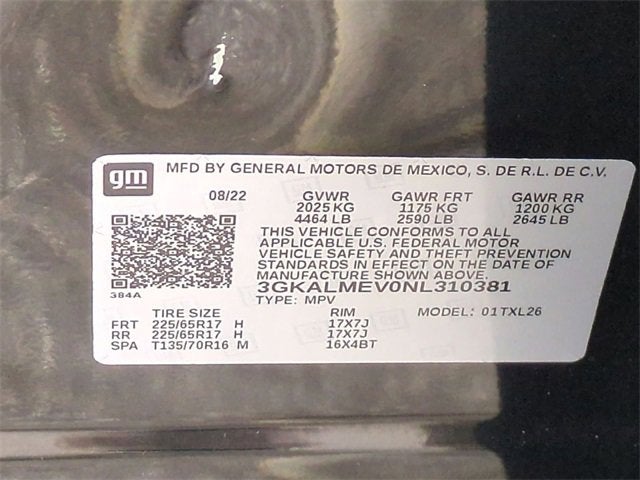 gm
MFD BY GENERAL MOTORS DE MEXICO, S. DE R.L. DE C.V.
08/22 GVWR GAWR FRT GAWR RR
2025 KG 1175 KG 1200 KG
4464 LB 2590 LB 2645 LB
THIS VEHICLE CONFORMS TO ALL
APPLICABLE U.S. FEDERAL MOTOR
VEHICLE SAFETY AND THEFT PREVENTION
STANDARDS IN EFFECT ON THE DATE OF
MANUFACTURE SHOWN ABOVE.
384A
3GKALMEV0NL310381
TYPE: MPV
TIRE SIZE RIM MODEL: 01TXL26
FRT 225/65R17 H 17X7J
RR 225/65R17 H 17X7J
SPA T135/70R16 M 16X4BT